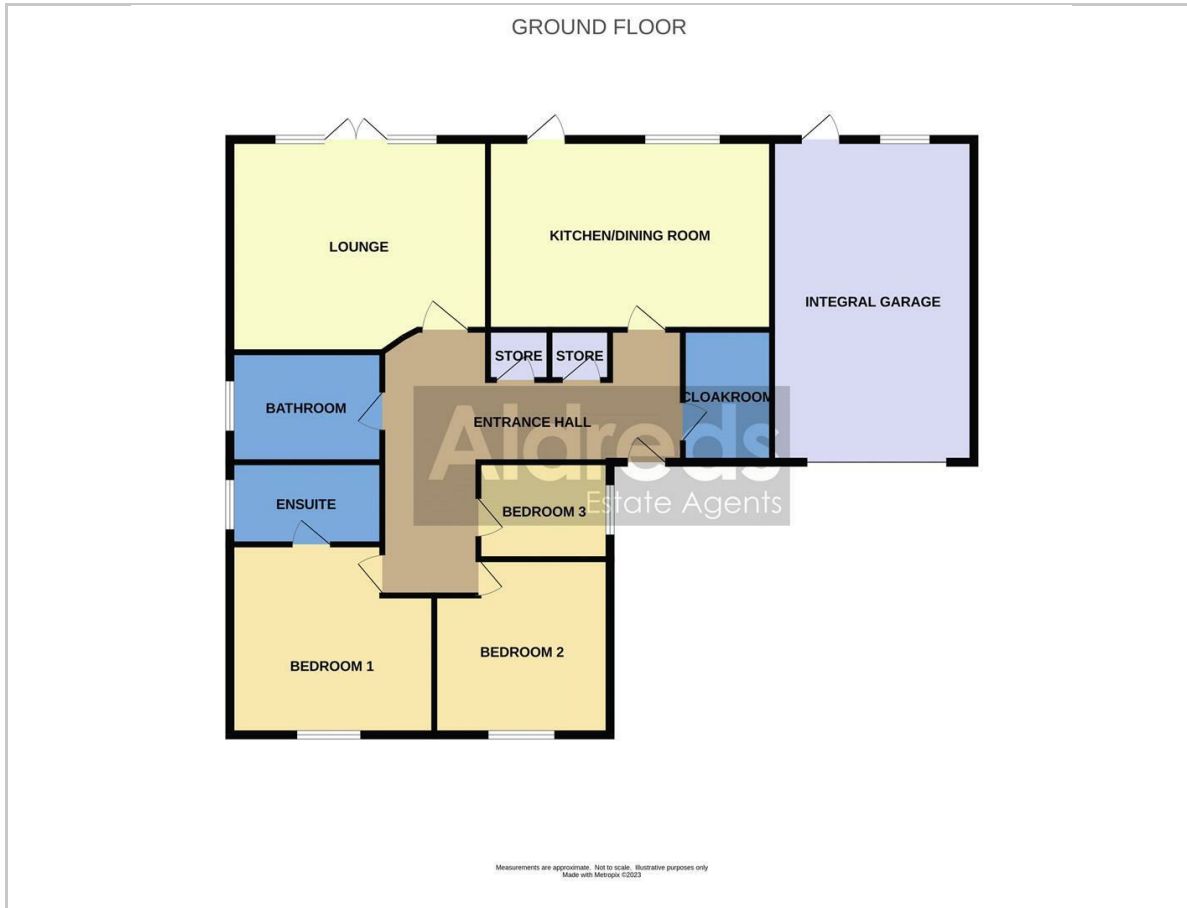 GROUND FLOOR
LOUNGE
KITCHEN/DINING ROOM
INTEGRAL GARAGE
STORE
STORE
BATHROOM
CLOAKROOM
ENTRANCE HALL
Aldreds
Estate Agents
ENSUITE
BEDROOM 3
BEDROOM 1
BEDROOM 2
Measurements are approximate. Not to scale. Illustrative purposes only
Made with Metropix ©2023